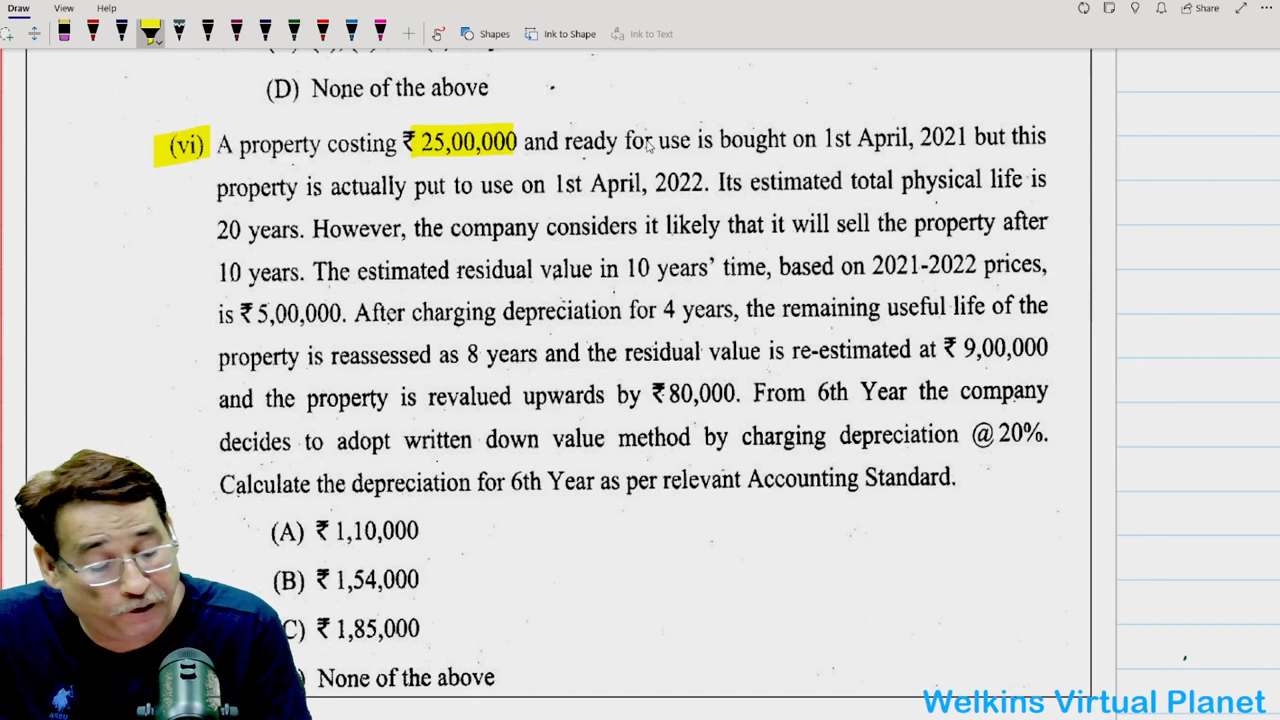 Draw View Help Share
Shapes Ink to Shape Ink to Text
(D) None of the above
(vi) A property costing ₹ 25,00,000 and ready for use is bought on 1st April, 2021 but this
property is actually put to use on 1st April, 2022. Its estimated total physical life is
20 years. However, the company considers it likely that it will sell the property after
10 years. The estimated residual value in 10 years' time, based on 2021-2022 prices,
is ₹ 5,00,000. After charging depreciation for 4 years, the remaining useful life of the
property is reassessed as 8 years and the residual value is re-estimated at ₹ 9,00,000
and the property is revalued upwards by ₹ 80,000. From 6th Year the company
decides to adopt written down value method by charging depreciation @ 20%.
Calculate the depreciation for 6th Year as per relevant Accounting Standard.
(A) ₹ 1,10,000
(B) ₹ 1,54,000
C) ₹ 1,85,000
None of the above
Welkins Virtual Planet